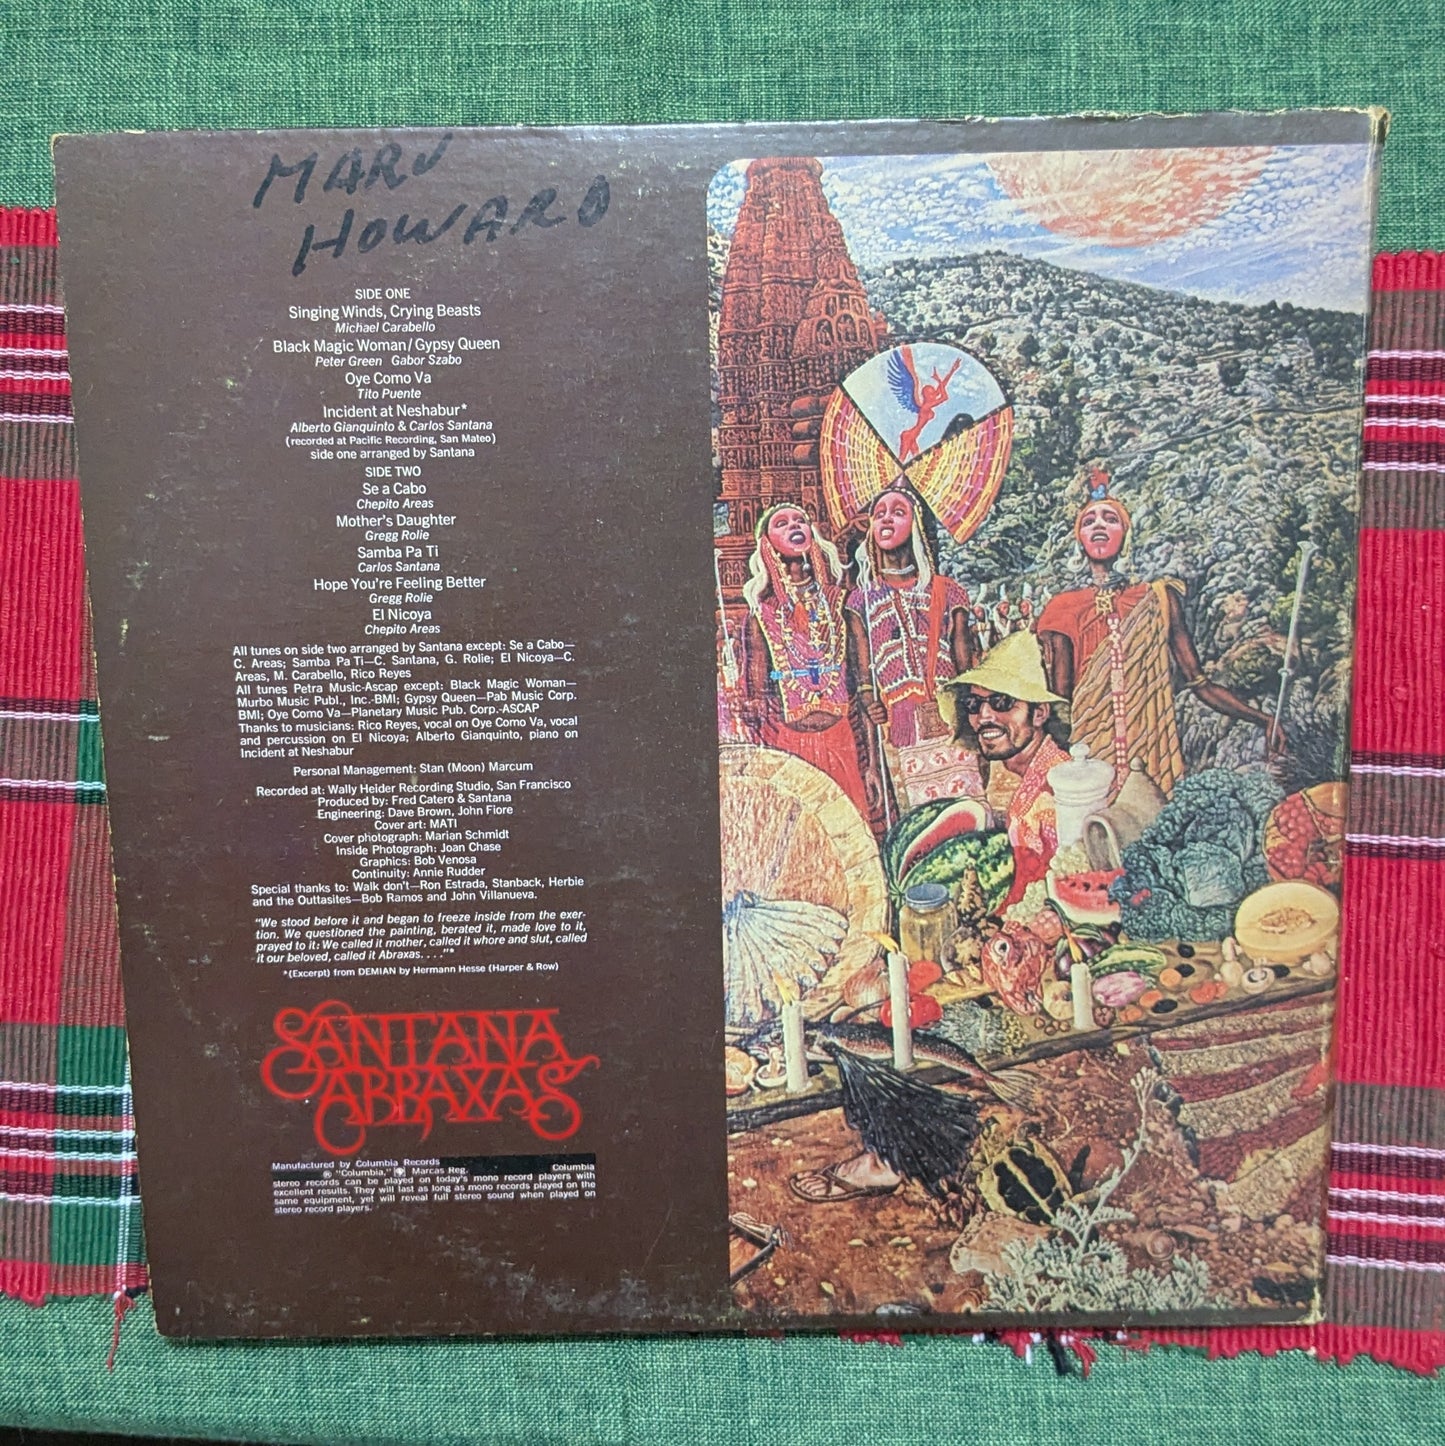 MARV
HOWARD
SIDE ONE
Singing Winds, Crying Beasts
Michael Carabello
Black Magic Woman/Gypsy Queen
Peter Green Gabor Szabo
Oye Como Va
Tito Puente
Incident at Neshabur*
Alberto Gianquinto & Carlos Santana
(recorded at Pacific Recording, San Mateo)
side one arranged by Santana
SIDE TWO
Se a Cabo
Chepito Areas
Mother's Daughter
Gregg Rolie
Samba Pa Ti
Carlos Santana
Hope You're Feeling Better
Gregg Rolie
El Nicoya
Chepito Areas
All tunes on side two arranged by Santana except: Se a Cabo—
C. Areas; Samba Pa Ti—C. Santana, G. Rolie; El Nicoya—C.
Areas, M. Carabello, Rico Reyes
All tunes Petra Music-Ascap except: Black Magic Woman—
Murbo Music Publ., Inc.-BMI; Gypsy Queen—Pab Music Corp.
BMI; Oye Como Va—Planetary Music Pub. Corp.-ASCAP
Thanks to musicians: Rico Reyes, vocal on Oye Como Va, vocal
and percussion on El Nicoya; Alberto Gianquinto, piano on
Incident at Neshabur
Personal Management: Stan (Moon) Marcum
Recorded at: Wally Heider Recording Studio, San Francisco
Produced by: Fred Catero & Santana
Engineering: Dave Brown, John Fiore
Cover art: MATI
Cover photograph: Marian Schmidt
Inside Photograph: Joan Chase
Graphics: Bob Venosa
Continuity: Annie Rudder
Special thanks to: Walk don't—Ron Estrada, Stanback, Herbie
and the Outtasites—Bob Ramos and John Villanueva.
"We stood before it and began to freeze inside from the exer-
tion. We questioned the painting, berated it, made love to it,
prayed to it: We called it mother, called it whore and slut, called
it our beloved, called it Abraxas. . . ."*
*(Excerpt) from DEMIAN by Hermann Hesse (Harper & Row)
SANTANA
ABRAXAS
Manufactured by Columbia Records
Columbia
® "Columbia," Marcas Reg.
stereo records can be played on today's mono record players with
excellent results. They will last as long as mono records played on the
same equipment, yet will reveal full stereo sound when played on
stereo record players.